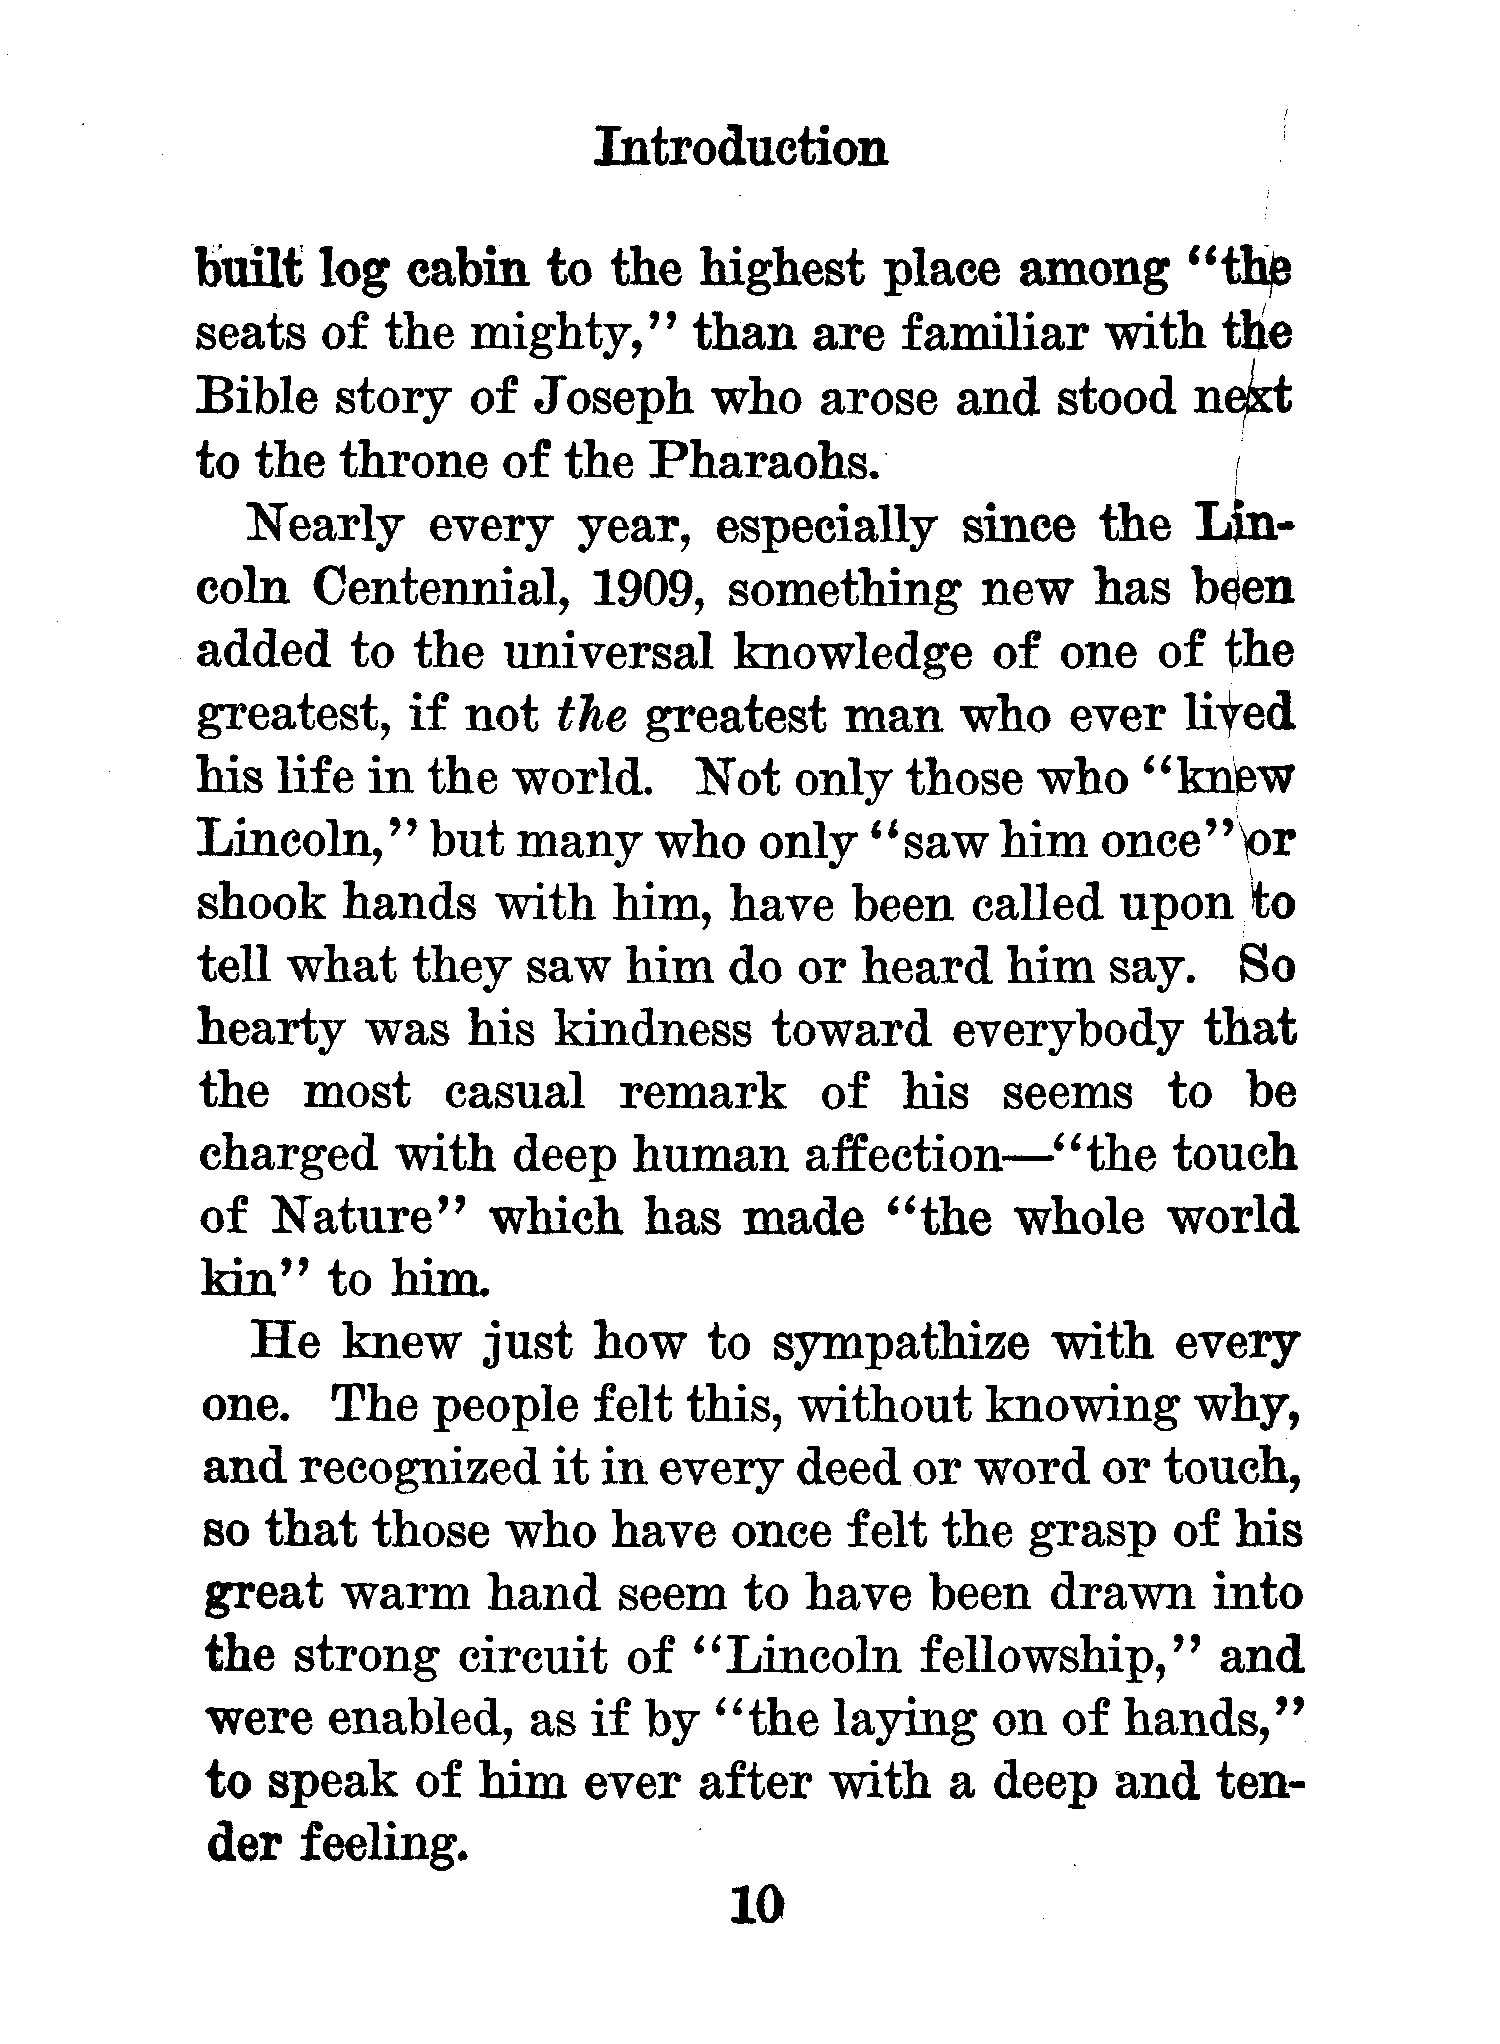 Introduction
built log cabin to the highest place among "the
seats of the mighty," than are familiar with the
Bible story of Joseph who arose and stood next
to the throne of the Pharaohs.
Nearly every year, especially since the Lin-
coln Centennial, 1909, something new has been
added to the universal knowledge of one of the
greatest, if not the greatest man who ever lived
his life in the world. Not only those who "knew
Lincoln," but many who only "saw him once" or
shook hands with him, have been called upon to
tell what they saw him do or heard him say. So
hearty was his kindness toward everybody that
the most casual remark of his seems to be
charged with deep human affection—"the touch
of Nature" which has made "the whole world
kin" to him.
He knew just how to sympathize with every
one. The people felt this, without knowing why,
and recognized it in every deed or word or touch,
so that those who have once felt the grasp of his
great warm hand seem to have been drawn into
the strong circuit of "Lincoln fellowship," and
were enabled, as if by "the laying on of hands,"
to speak of him ever after with a deep and ten-
der feeling.
10